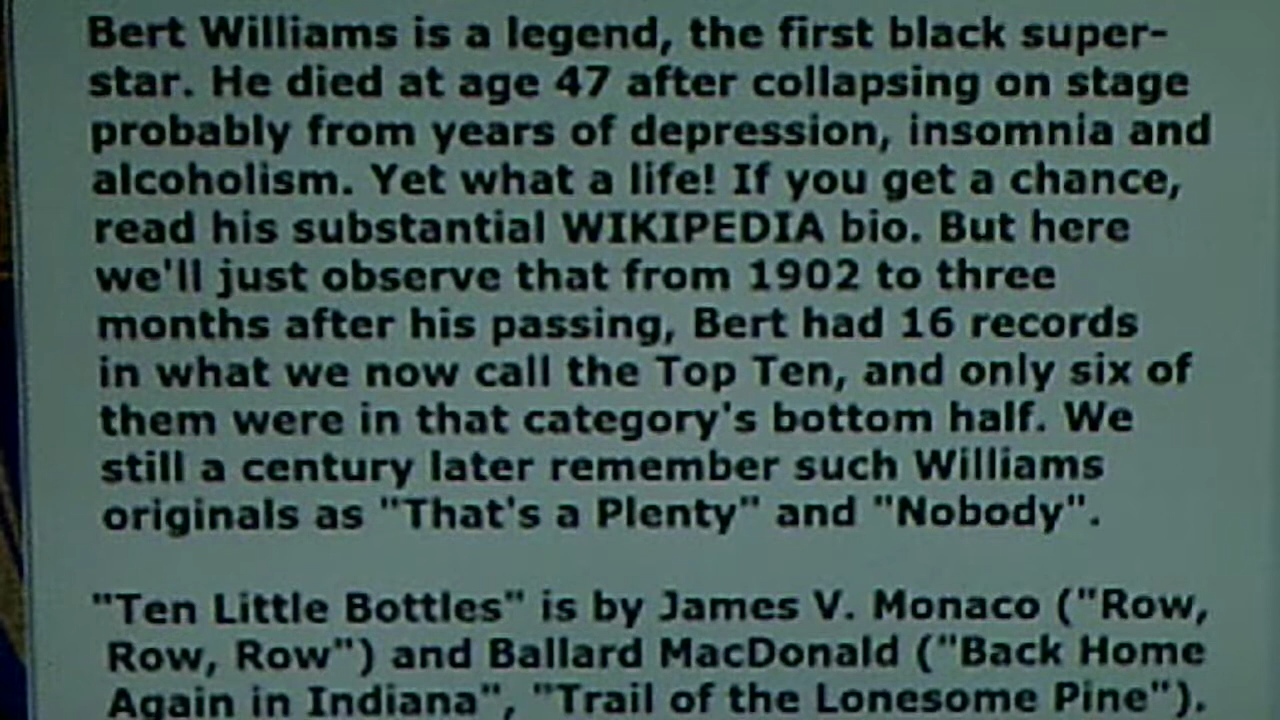 Bert Williams is a legend, the first black super-
star. He died at age 47 after collapsing on stage
probably from years of depression, insomnia and
alcoholism. Yet what a life! If you get a chance,
read his substantial WIKIPEDIA bio. But here
we'll just observe that from 1902 to three
months after his passing, Bert had 16 records
in what we now call the Top Ten, and only six of
them were in that category's bottom half. We
still a century later remember such Williams
originals as "That's a Plenty" and "Nobody".
"Ten Little Bottles" is by James V. Monaco ("Row,
Row, Row") and Ballard MacDonald ("Back Home
Again in Indiana", "Trail of the Lonesome Pine").